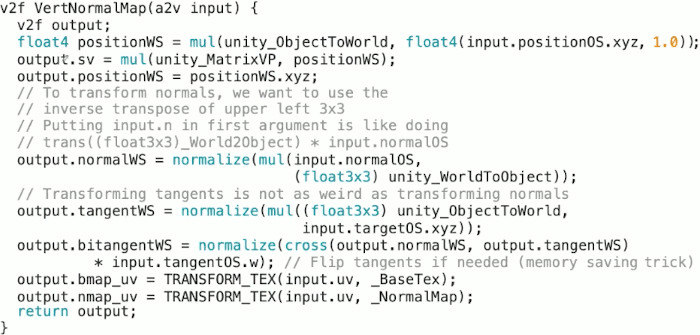 v2f VertNormalMap(a2v input) {
v2f output;
float4 positionWS = mul(unity_ObjectToWorld, float4(input.positionOS.xyz, 1.0));
output.sv = mul(unity_MatrixVP, positionWS);
output.positionWS = positionWS.xyz;
// To transform normals, we want to use the
// inverse transpose of upper left 3x3
// Putting input.n in first argument is like doing
// trans((float3x3)_World2Object) * input.normalOS
output.normalWS = normalize(mul(input.normalOS,
(float3x3) unity_WorldToObject));
// Transforming tangents is not as weird as transforming normals
output.tangentWS = normalize(mul((float3x3) unity_ObjectToWorld,
input.targetOS.xyz));
output.bitangentWS = normalize(cross(output.normalWS, output.tangentWS)
* input.tangentOS.w); // Flip tangents if needed (memory saving trick)
output.bmap_uv = TRANSFORM_TEX(input.uv, _BaseTex);
output.nmap_uv = TRANSFORM_TEX(input.uv, _NormalMap);
return output;
}